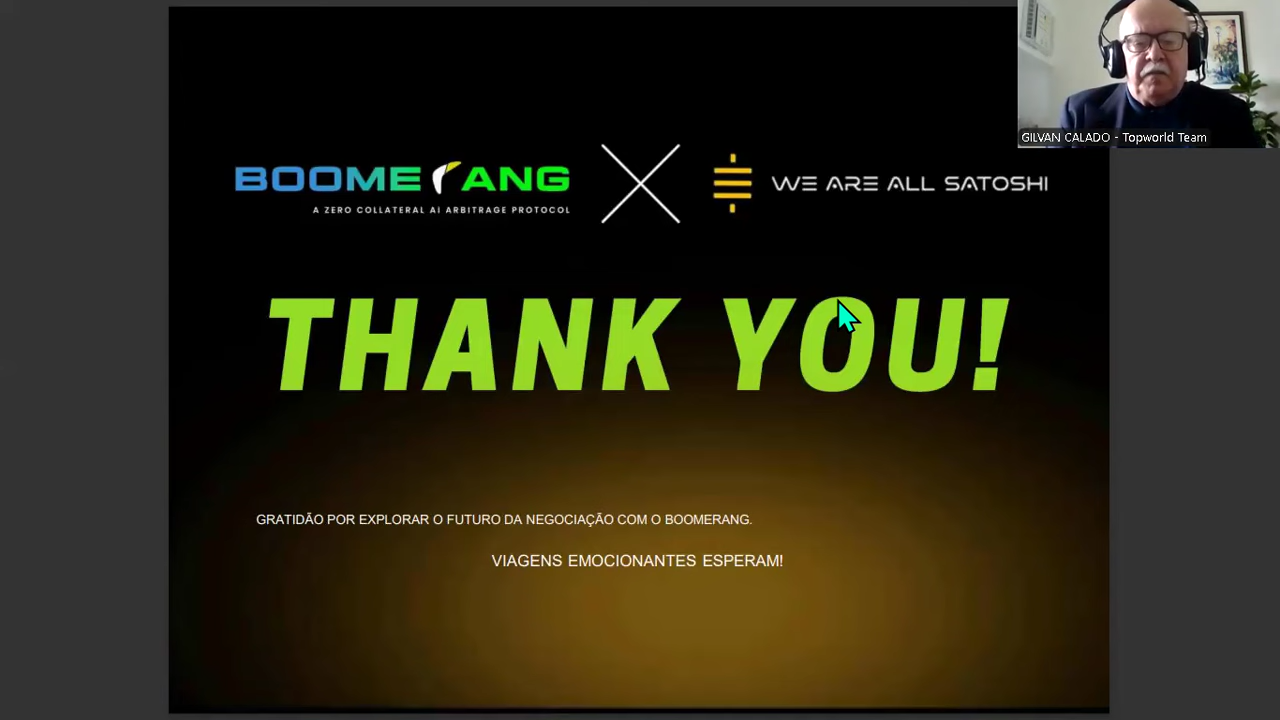 GILVAN CALADO - Topworld Team
BOOMERANG
A ZERO COLLATERAL AI ARBITRAGE PROTOCOL
WE ARE ALL SATOSHI
THANK YOU!
GRATIDÃO POR EXPLORAR O FUTURO DA NEGOCIAÇÃO COM O BOOMERANG.
VIAGENS EMOCIONANTES ESPERAM!